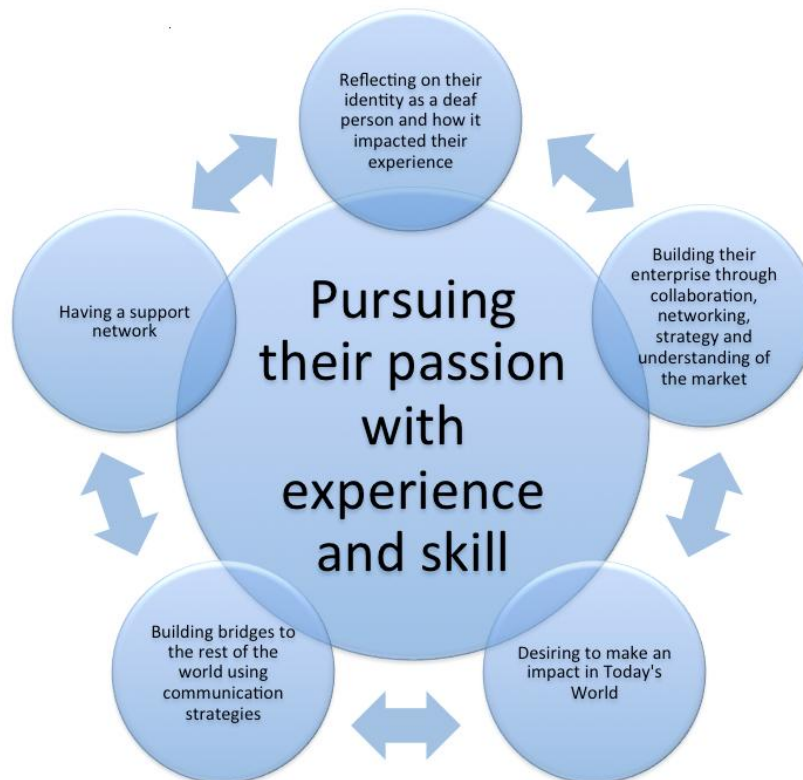 Reflecting on their
identity as a deaf
person and how it
impacted their
experience
Building their
enterprise through
collaboration,
networking,
strategy and
understanding of
the market
Having a support
network
Pursuing
their passion
with
experience
and skill
Building bridges to
the rest of the
world using
communication
strategies
Desiring to make an
impact in Today's
World